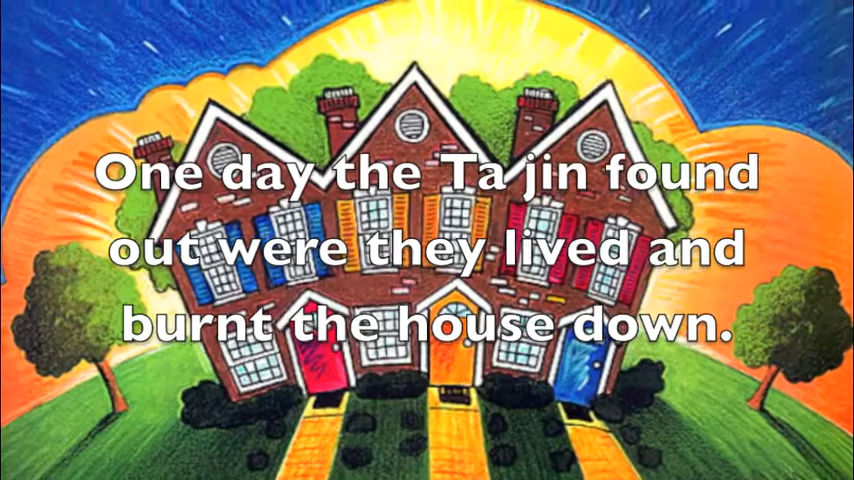 One day the Ta jin found
out were they lived and
burnt the house down.